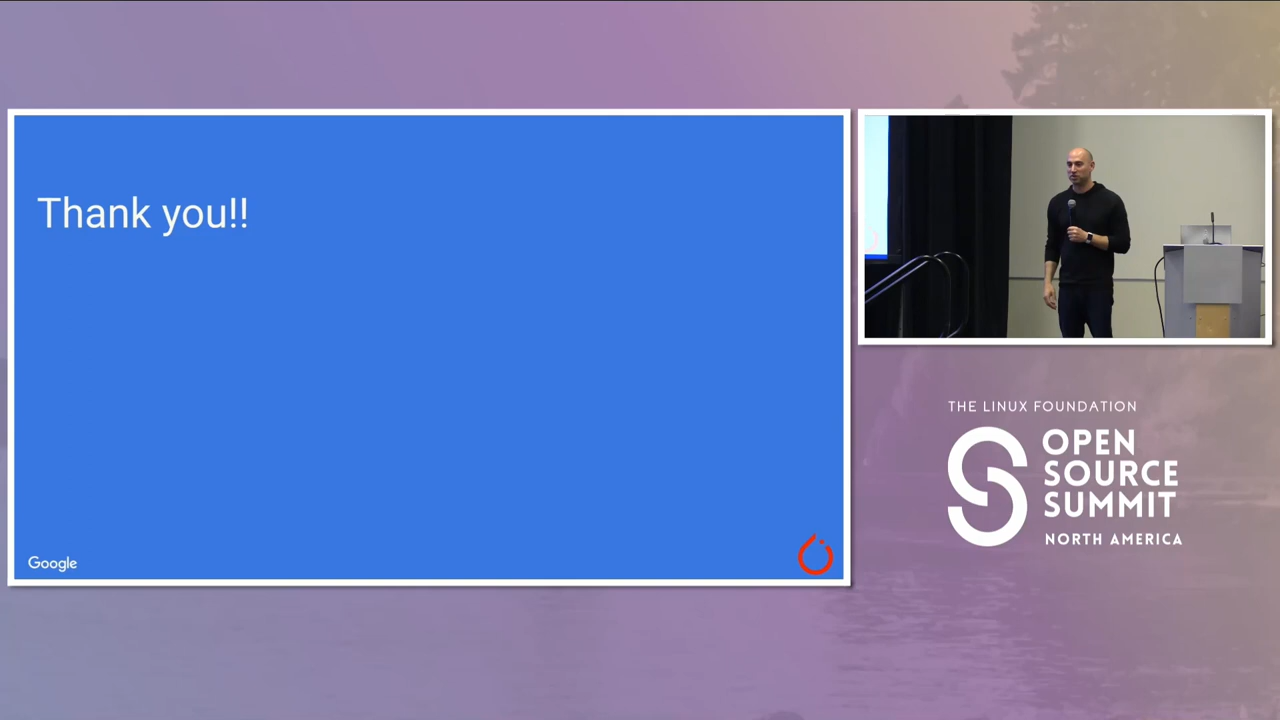 Thank you!!
Google
THE LINUX FOUNDATION
OPEN
SOURCE
SUMMIT
NORTH AMERICA